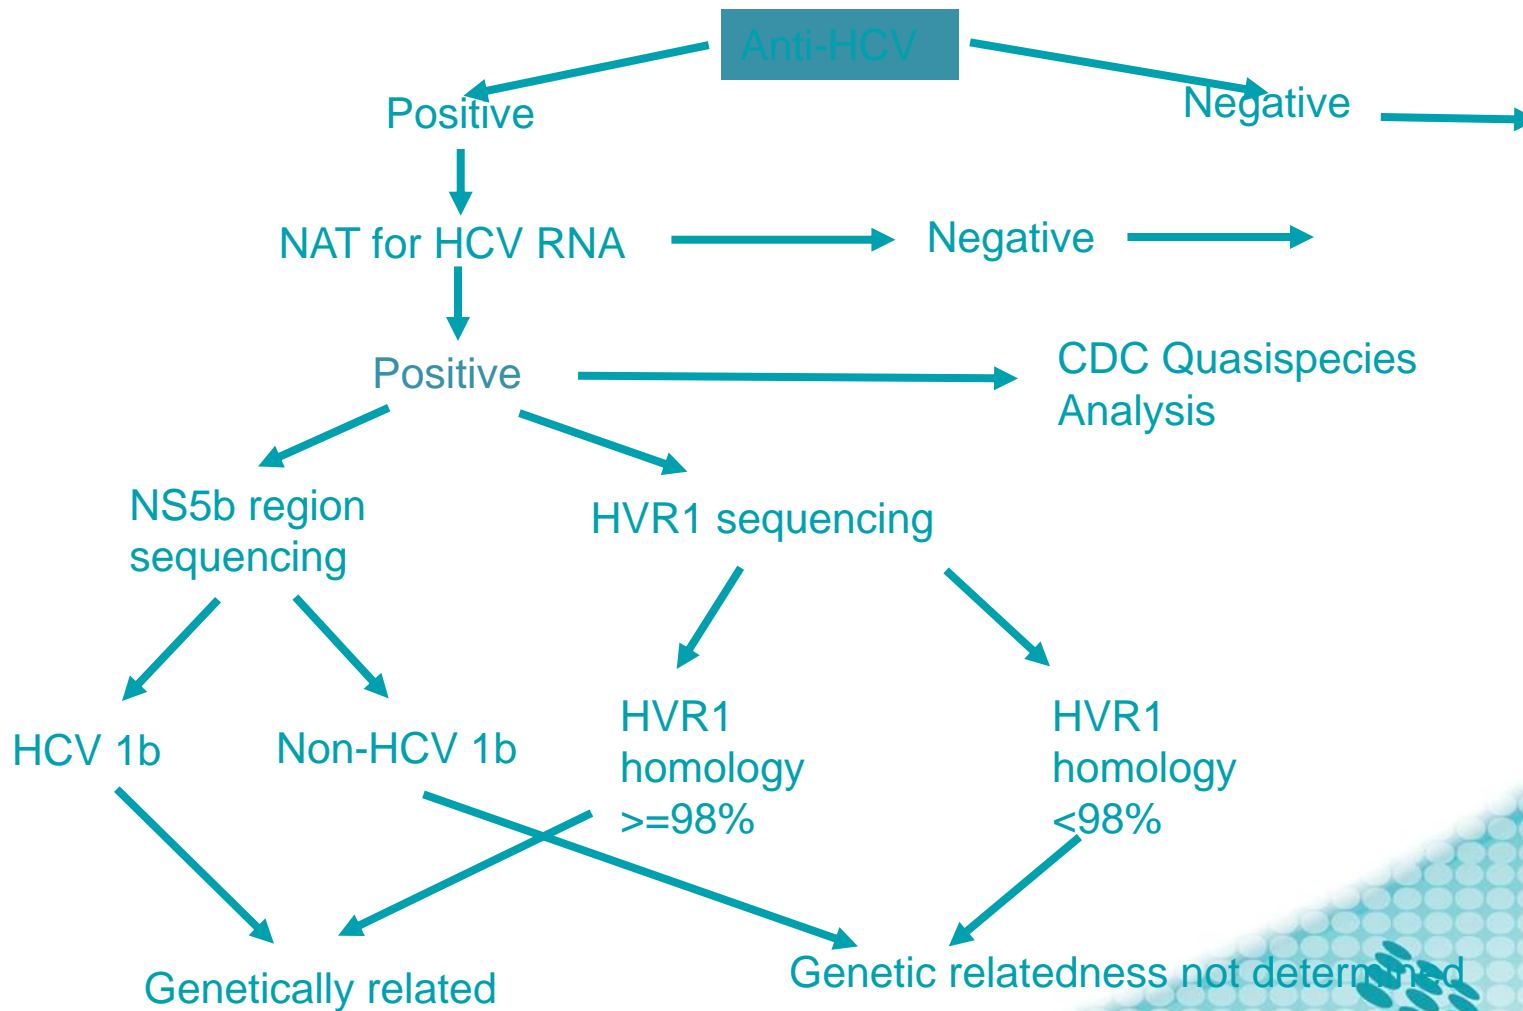 Anti-HCV
Positive
Negative
NAT for HCV RNA
Negative
Positive
CDC Quasispecies
Analysis
NS5b region
sequencing
HVR1 sequencing
HCV 1b
Non-HCV 1b
HVR1
homology
>=98%
HVR1
homology
<98%
Genetically related
Genetic relatedness not determined